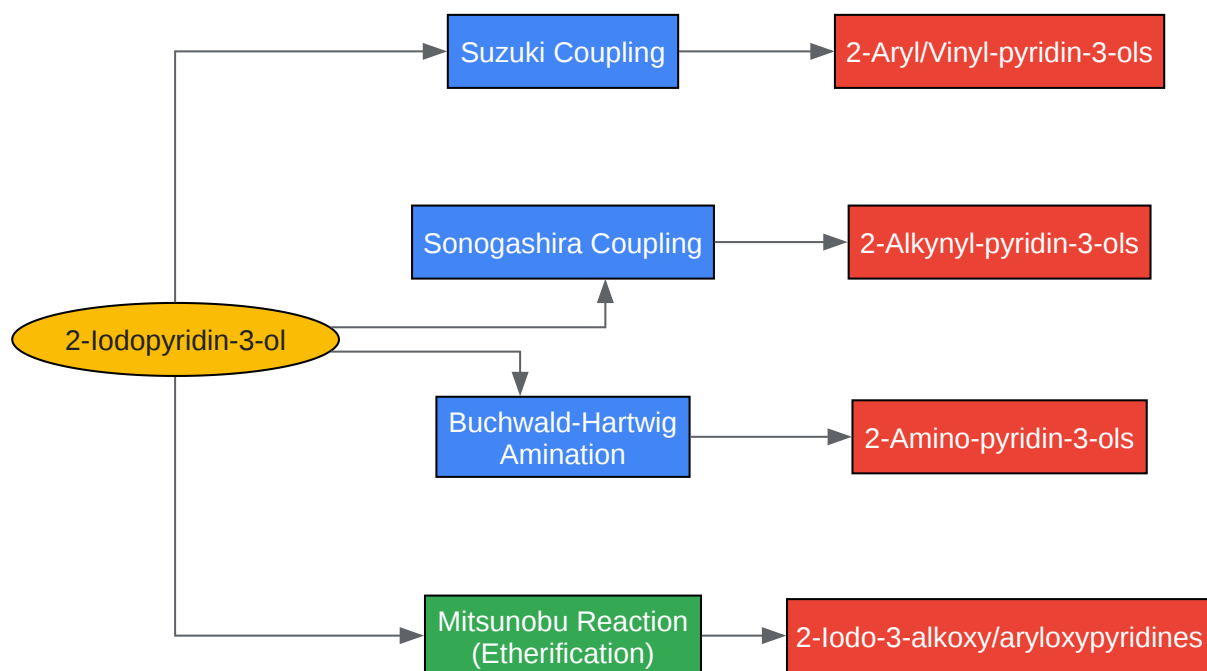 Suzuki Coupling
2-Aryl/Vinyl-pyridin-3-ols
Sonogashira Coupling
2-Alkynyl-pyridin-3-ols
2-Iodopyridin-3-ol
Buchwald-Hartwig
Amination
2-Amino-pyridin-3-ols
Mitsunobu Reaction
(Etherification)
2-Iodo-3-alkoxy/aryloxypyridines